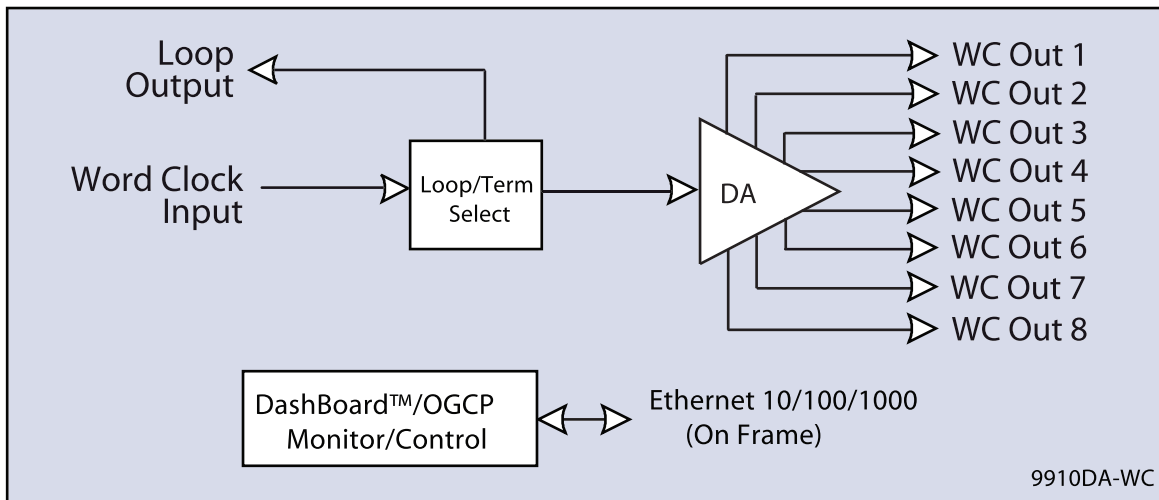 Loop
Output
Word Clock
Input
Loop/Term
Select
DA
WC Out 1
WC Out 2
WC Out 3
WC Out 4
WC Out 5
WC Out 6
WC Out 7
WC Out 8
DashBoard™/OGCP
Monitor/Control
Ethernet 10/100/1000
(On Frame)
9910DA-WC